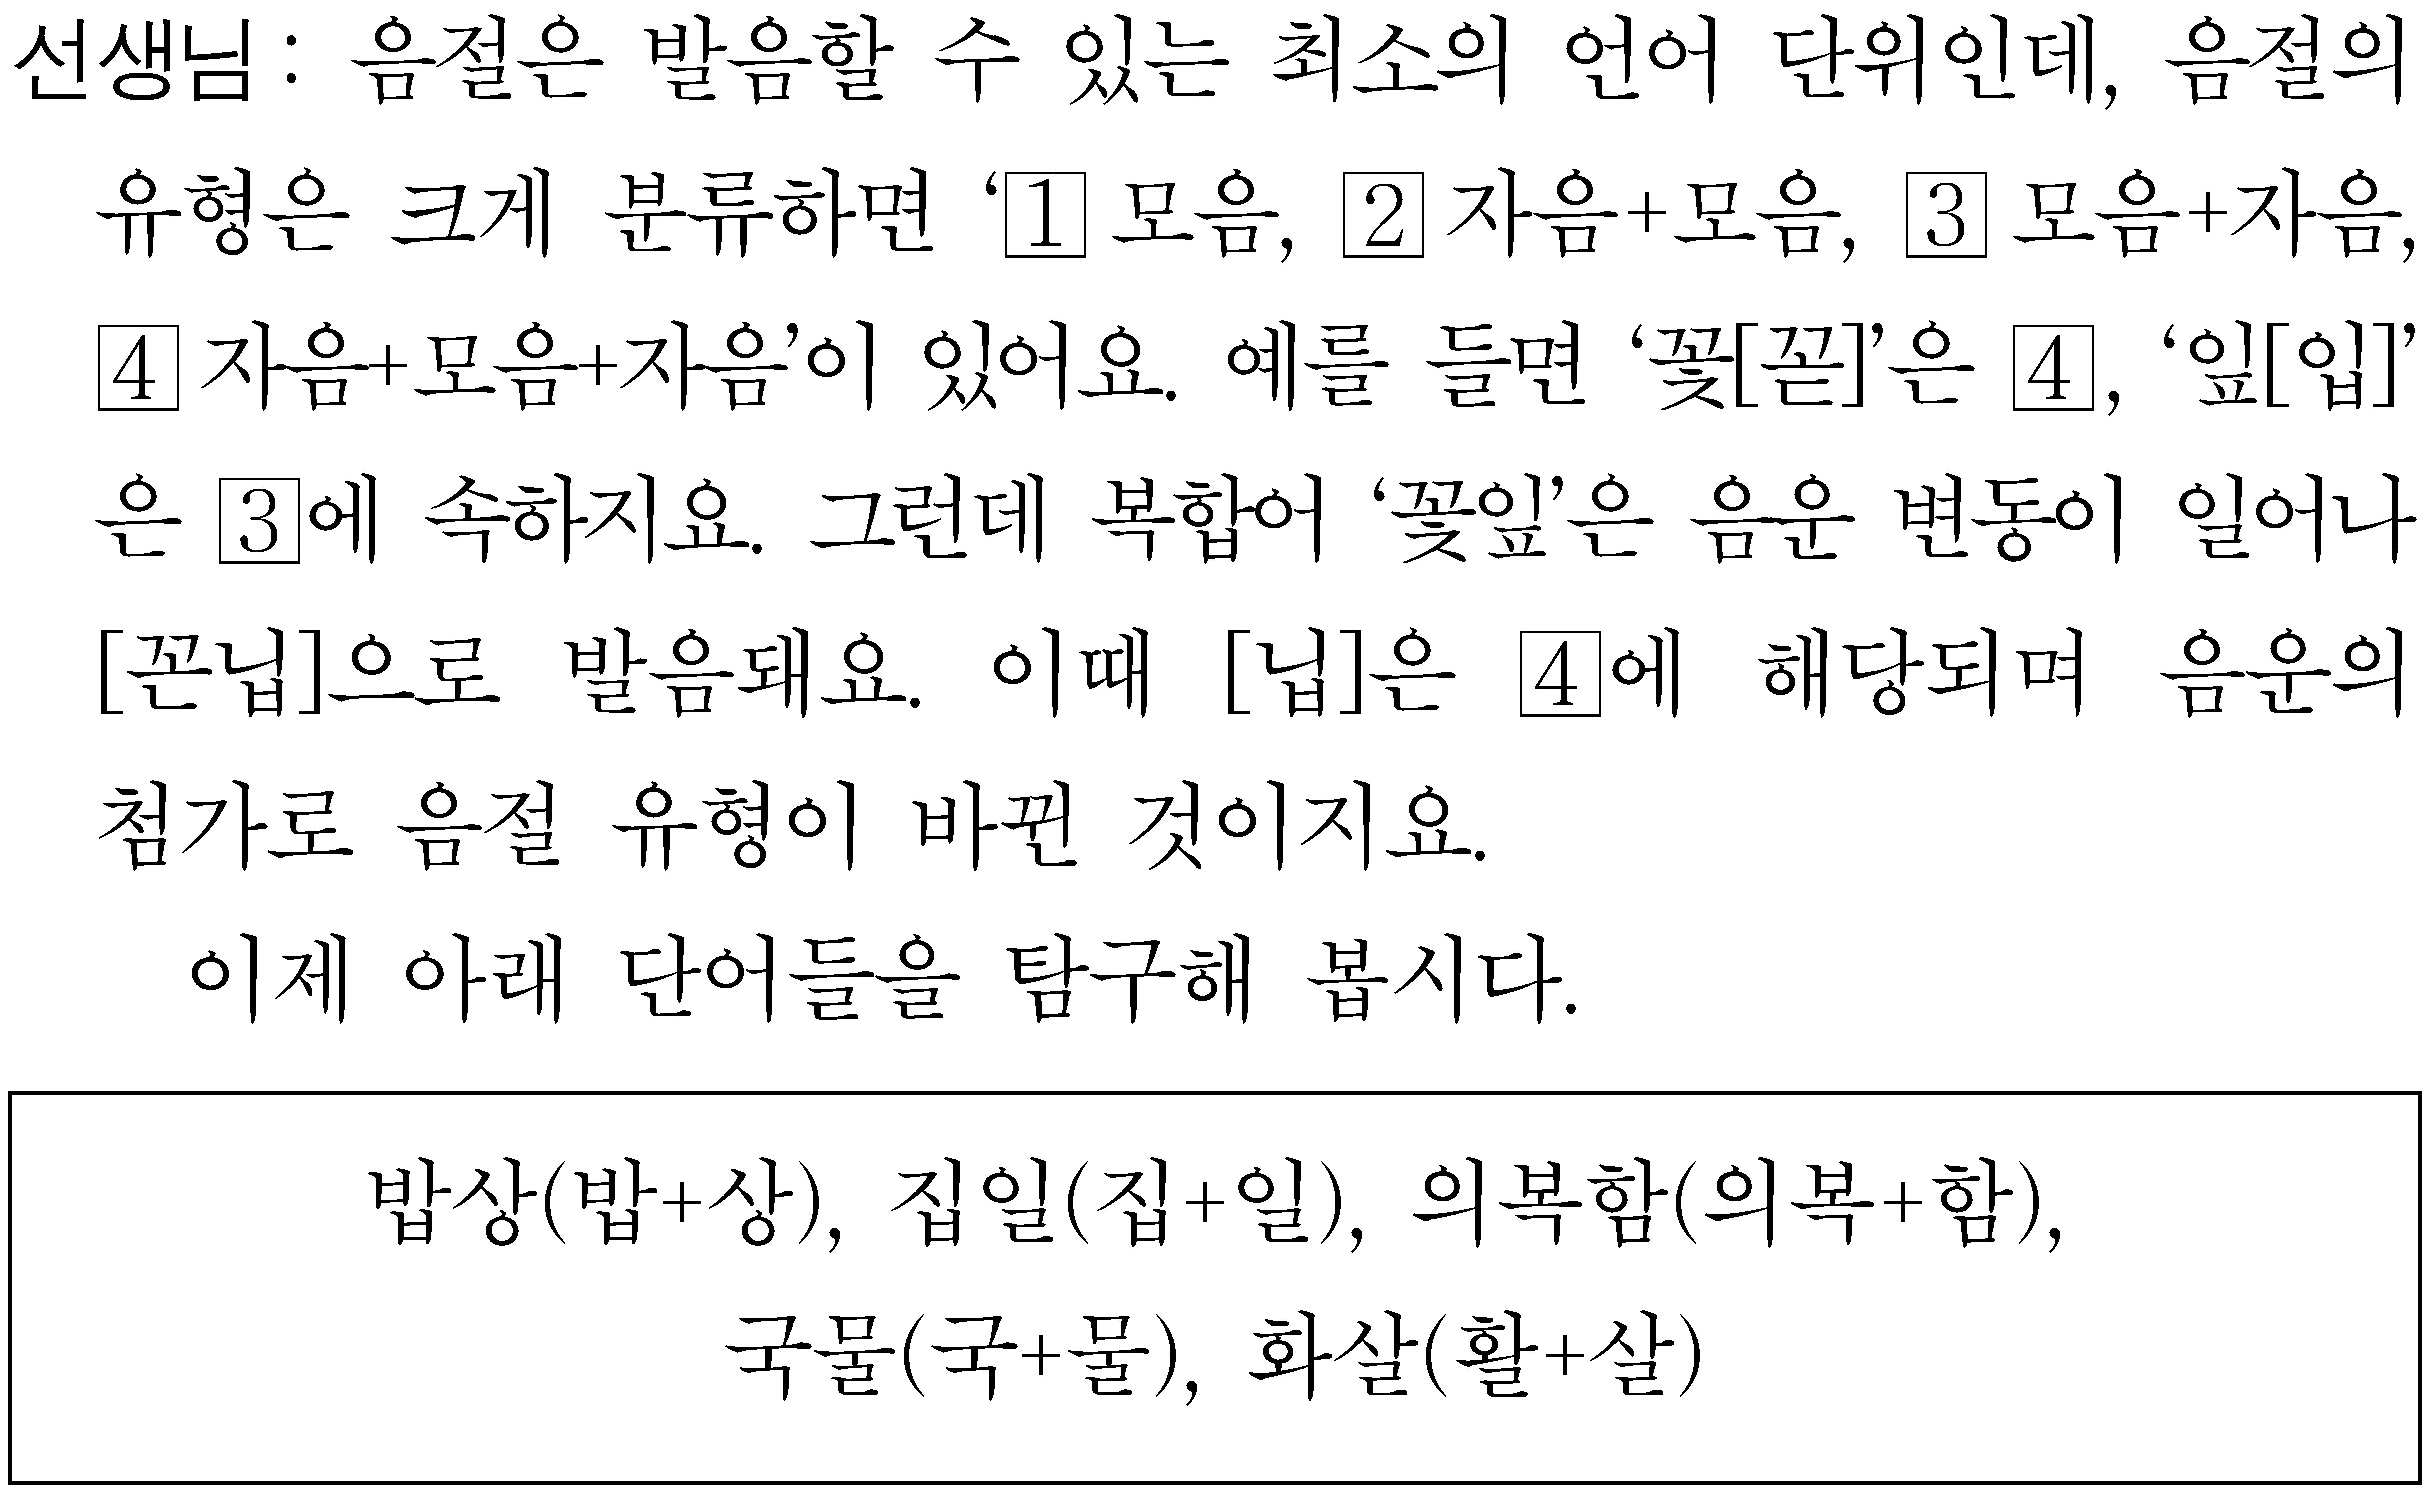 선생님 : 음절은 발음할 수 있는 최소의 언어 단위인데, 음절의
유형은 크게 분류하면 ‘1 모음, 2 자음+모음, 3 모음+자음,
4 자음+모음+자음’이 있어요. 예를 들면 ‘꽃[꼳]’은 4, ‘잎[입]’
은 3에 속하지요. 그런데 복합어 ‘꽃잎’은 음운 변동이 일어나
[꼰닙]으로 발음돼요. 이때 [닙]은 4에 해당되며 음운의
첨가로 음절 유형이 바뀐 것이지요.
이제 아래 단어들을 탐구해 봅시다.
밥상(밥+상), 집일(집+일), 의복함(의복+함),
국물(국+물), 화살(활+살)